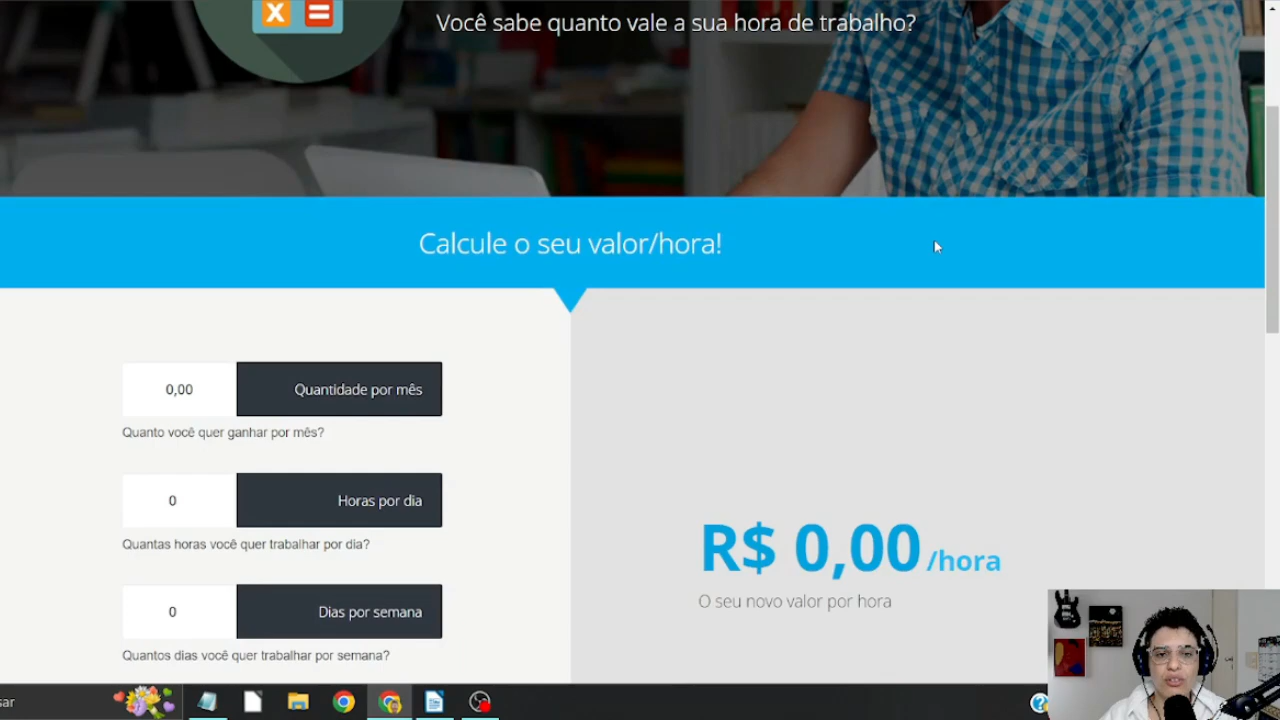 Você sabe quanto vale a sua hora de trabalho?
Calcule o seu valor/hora!
0,00 Quantidade por mês
Quanto você quer ganhar por mês?
0 Horas por dia
Quantas horas você quer trabalhar por dia?
0 Dias por semana
Quantos dias você quer trabalhar por semana?
R$ 0,00 /hora
O seu novo valor por hora
sar